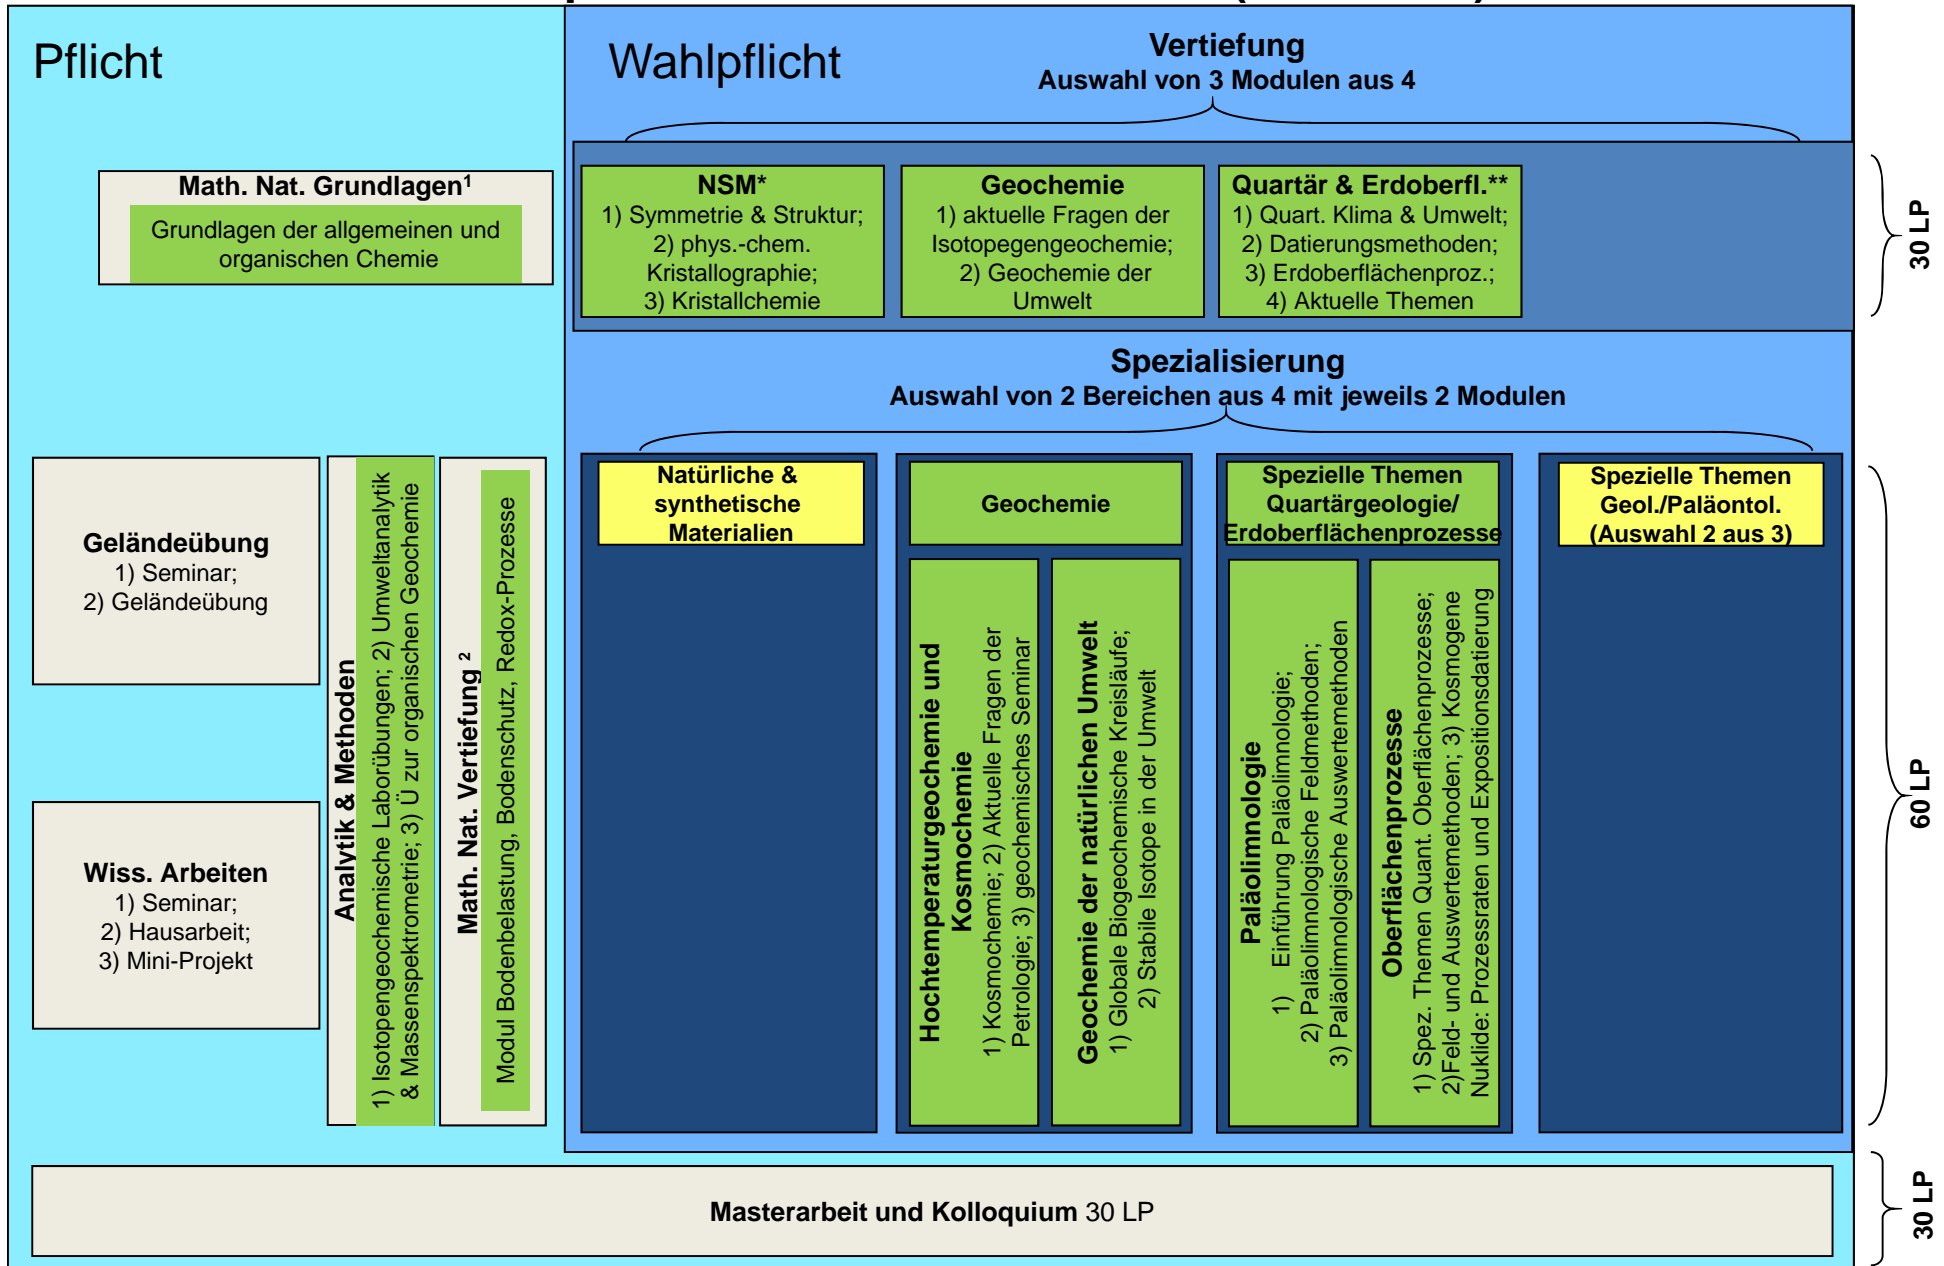 Pflicht
Wahlpflicht
Vertiefung
Auswahl von 3 Modulen aus 4
Math. Nat. Grundlagen¹
Grundlagen der allgemeinen und
organischen Chemie
NSM*
1) Symmetrie & Struktur;
2) phys.-chem.
Kristallographie;
3) Kristallchemie
Geochemie
1) aktuelle Fragen der
Isotopegengeochemie;
2) Geochemie der
Umwelt
Quartär & Erdoberfl.**
1) Quart. Klima & Umwelt;
2) Datierungsmethoden;
3) Erdoberflächenproz.;
4) Aktuelle Themen
30 LP
Spezialisierung
Auswahl von 2 Bereichen aus 4 mit jeweils 2 Modulen
Geländeübung
1) Seminar;
2) Geländeübung
Wiss. Arbeiten
1) Seminar;
2) Hausarbeit;
3) Mini-Projekt
Analytik & Methoden
1) Isotopengeochemische Laborübungen; 2) Umweltanalytik
& Massenspektrometrie; 3) Ü zur organischen Geochemie
Math. Nat. Vertiefung ²
Modul Bodenbelastung, Bodenschutz, Redox-Prozesse
Natürliche &
synthetische
Materialien
Geochemie
Hochtemperaturgeochemie und
Kosmochemie
1) Kosmochemie; 2) Aktuelle Fragen der
Petrologie; 3) geochemisches Seminar
Geochemie der natürlichen Umwelt
1) Globale Biogeochemische Kreisläufe;
2) Stabile Isotope in der Umwelt
Spezielle Themen
Quartärgeologie/
Erdoberflächenprozesse
Paläolimnologie
1) Einführung Paläolimnologie;
2) Paläolimnologische Feldmethoden;
3) Paläolimnologische Auswertemethoden
Oberflächenprozesse
1) Spez. Themen Quant. Oberflächenprozesse;
2)Feld- und Auswertemethoden; 3) Kosmogene
Nuklide: Prozessraten und Expositionsdatierung
Spezielle Themen
Geol./Paläontol.
(Auswahl 2 aus 3)
60 LP
Masterarbeit und Kolloquium 30 LP
30 LP